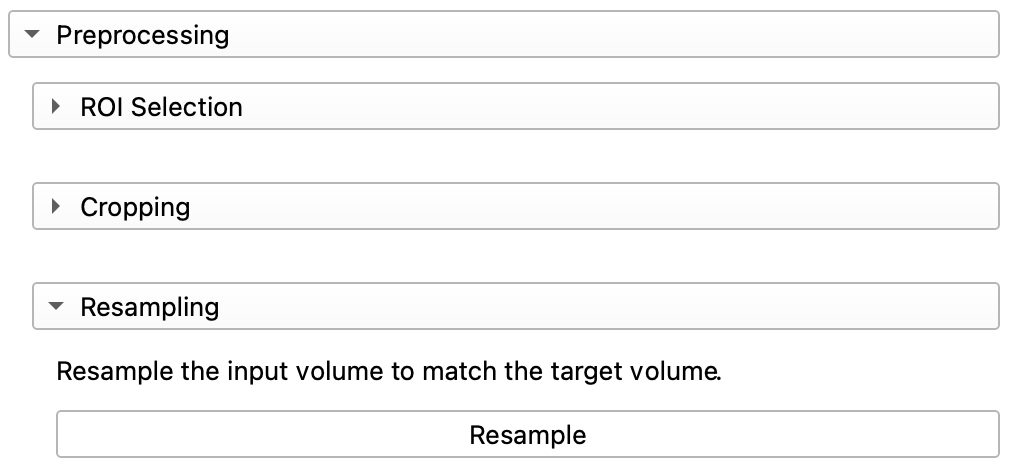 Preprocessing
ROI Selection
Cropping
Resampling
Resample the input volume to match the target volume.
Resample